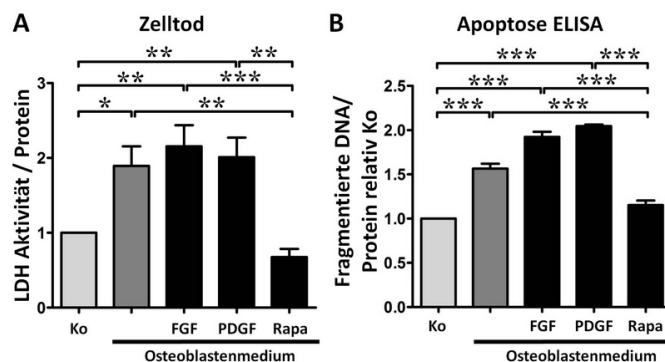 A
Zelltod
**
**
**
***
*
**
LDH Aktivität / Protein
3
2
1
0
Ko
FGF
PDGF
Rapa
Osteoblastenmedium
B
Apoptose ELISA
***
***
***
***
***
***
Fragmentierte DNA/
Protein relativ Ko
2.5
2.0
1.5
1.0
0.5
0.0
Ko
FGF
PDGF
Rapa
Osteoblastenmedium